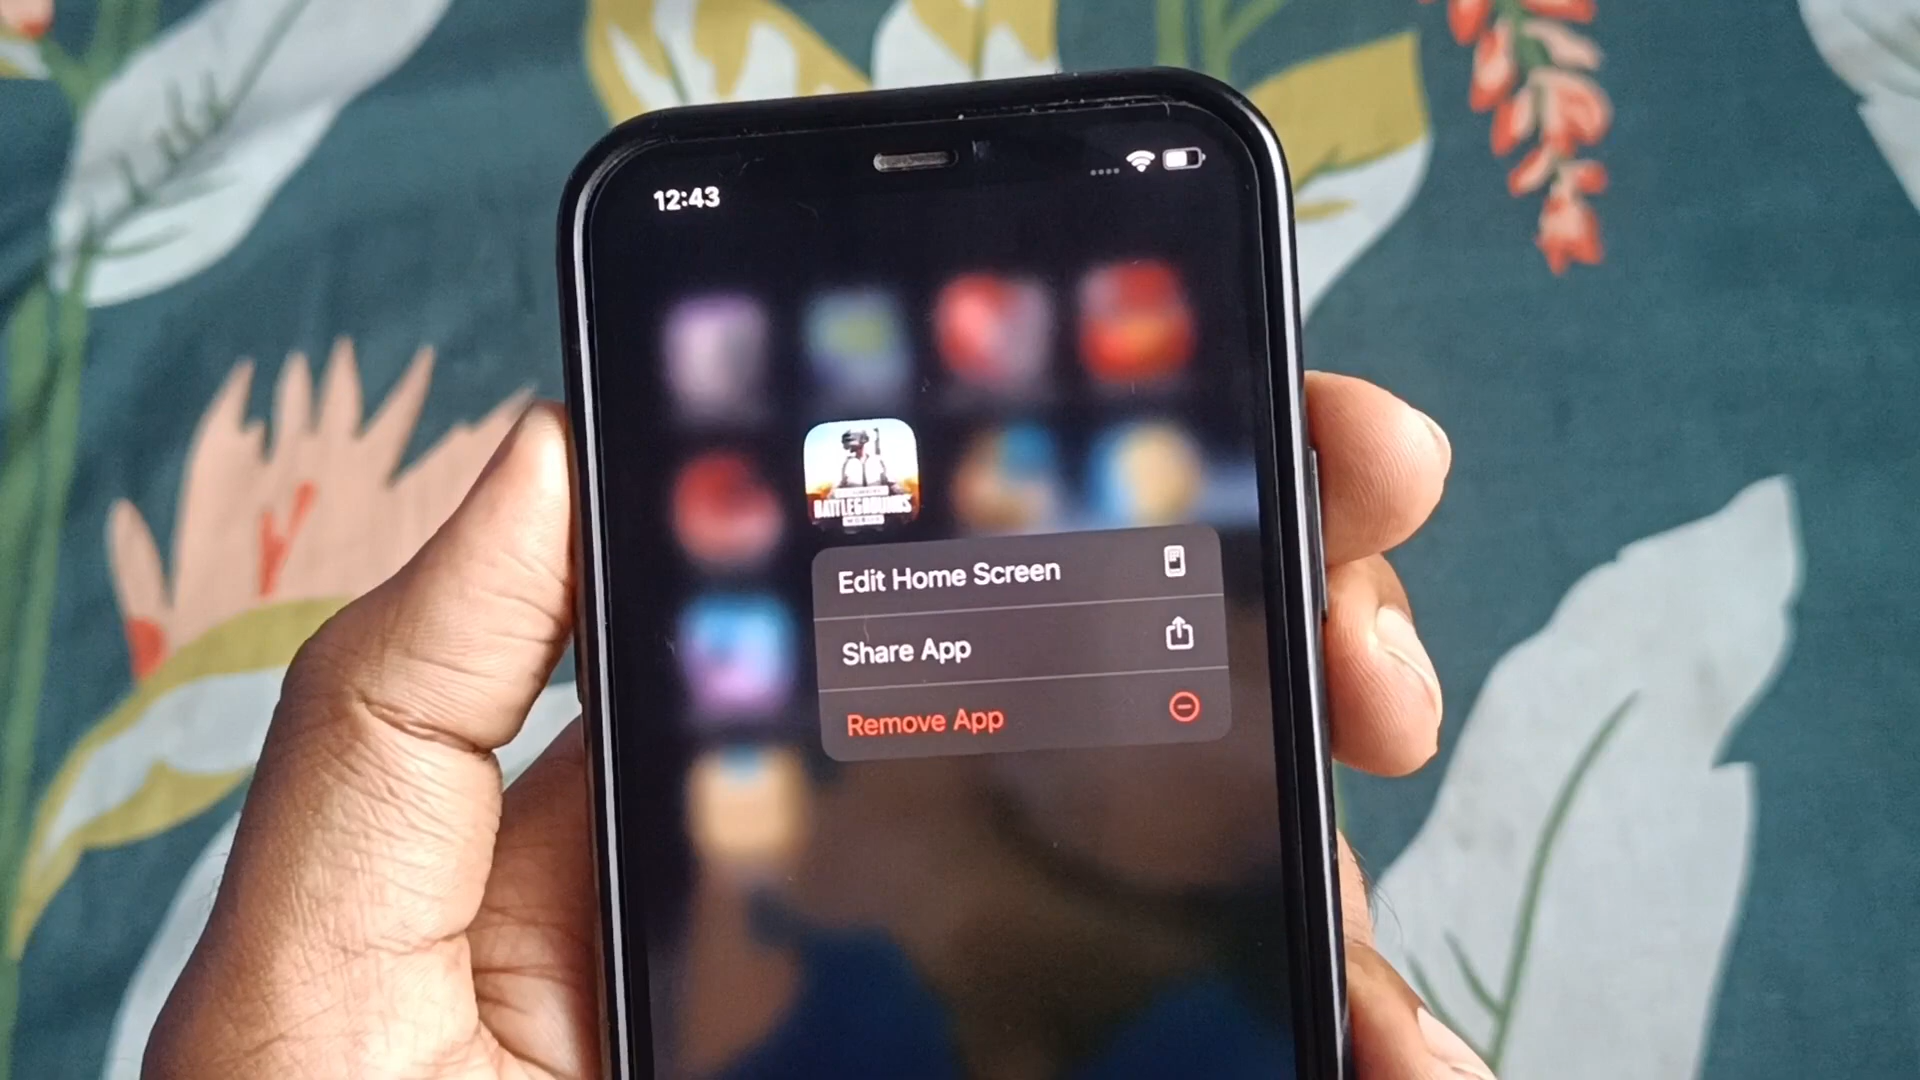 12:43
BATTLEGROUNDS
Edit Home Screen
Share App
Remove App